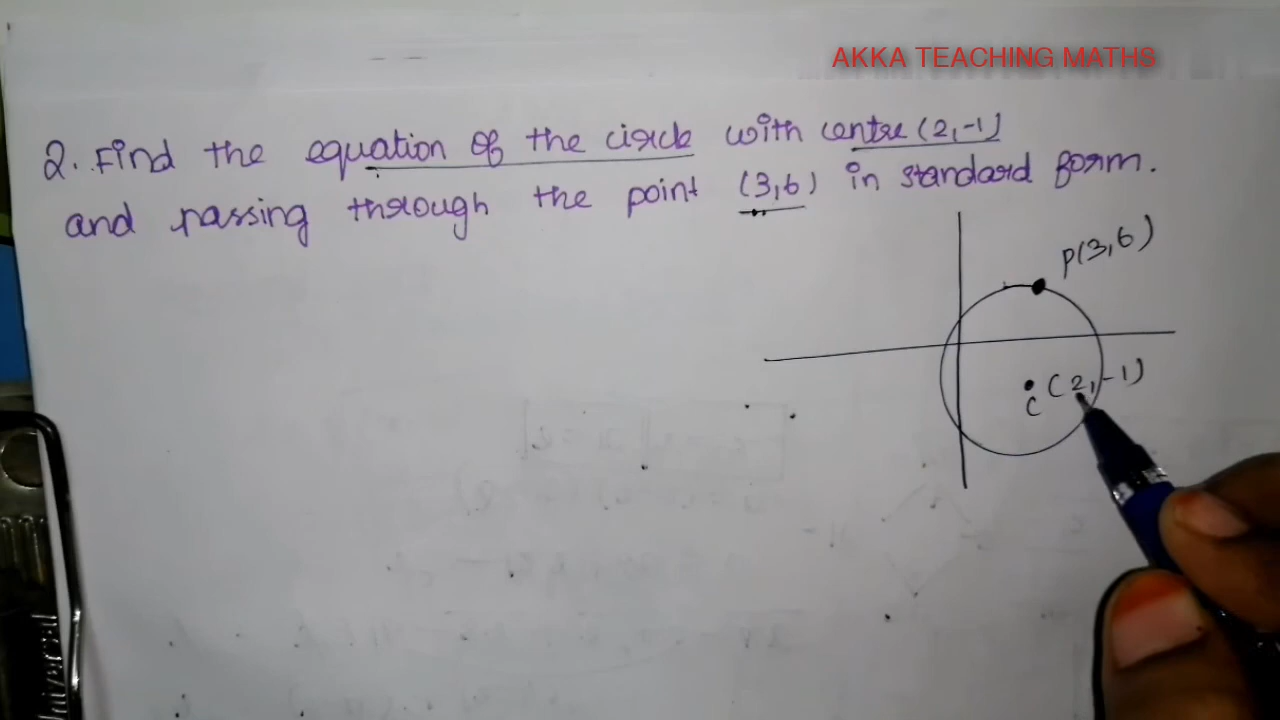 AKKA TEACHING MATHS
2. Find the equation of the circle with centre (2,-1)
and passing through the point (3,6) in standard form.
P(3,6)
(2,-1)
C